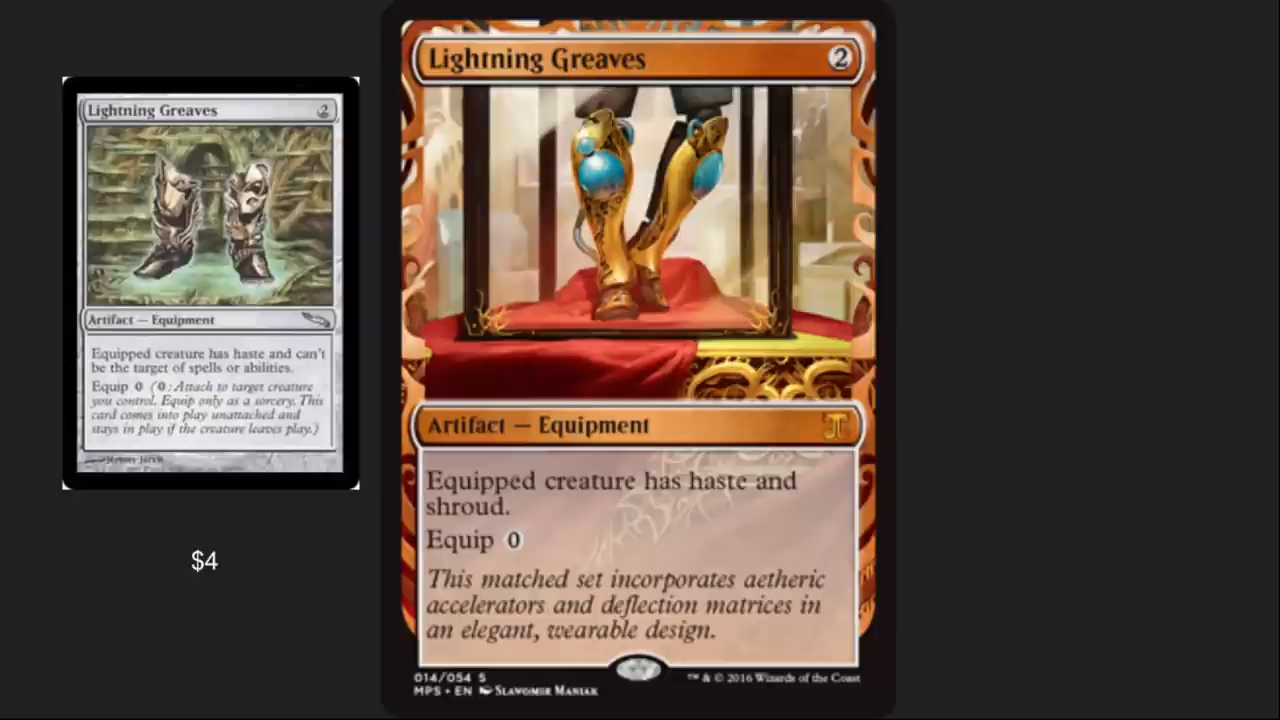 Lightning Greaves 2
Artifact — Equipment
Equipped creature has haste and can't
be the target of spells or abilities.
Equip 0 (0: Attach to target creature
you control. Equip only as a sorcery. This
card comes into play unattached and
stays in play if the creature leaves play.)
$4
Lightning Greaves 2
Artifact — Equipment
Equipped creature has haste and
shroud.
Equip 0
This matched set incorporates aetheric
accelerators and deflection matrices in
an elegant, wearable design.
014/054 S
MPS • EN Slawomir Maniak
™ & © 2016 Wizards of the Coast